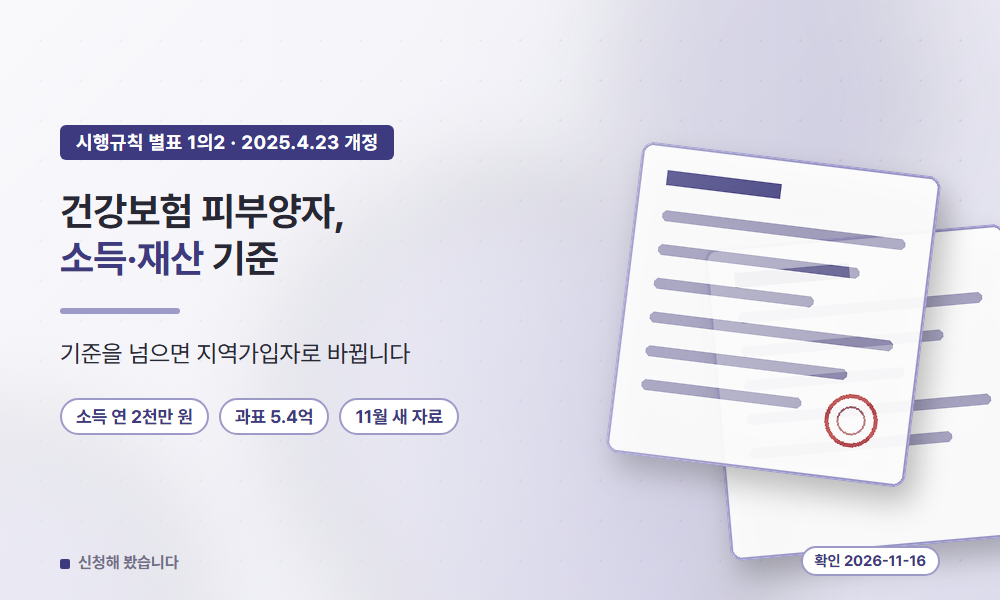 시행규칙 별표 1의2 · 2025.4.23 개정
건강보험 피부양자,
소득·재산 기준
기준을 넘으면 지역가입자로 바뀝니다
소득 연 2천만 원
과표 5.4억
11월 새 자료
신청해 봤습니다
확인 2026-11-16